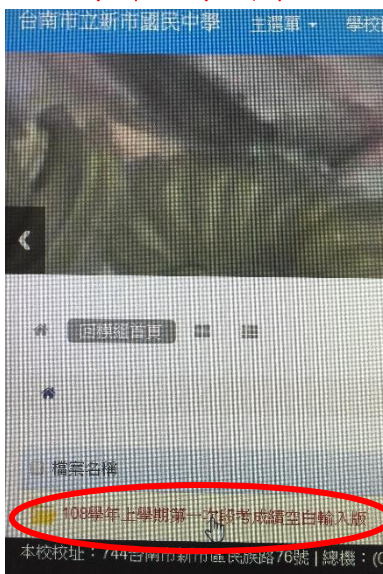 台南市立新市國民中學 主選單 學校
回模組首頁
檔案名稱
108學年上學期第一次段考成績空白輸入版
本校校址：744台南市新市區民族路76號 | 總機：(0